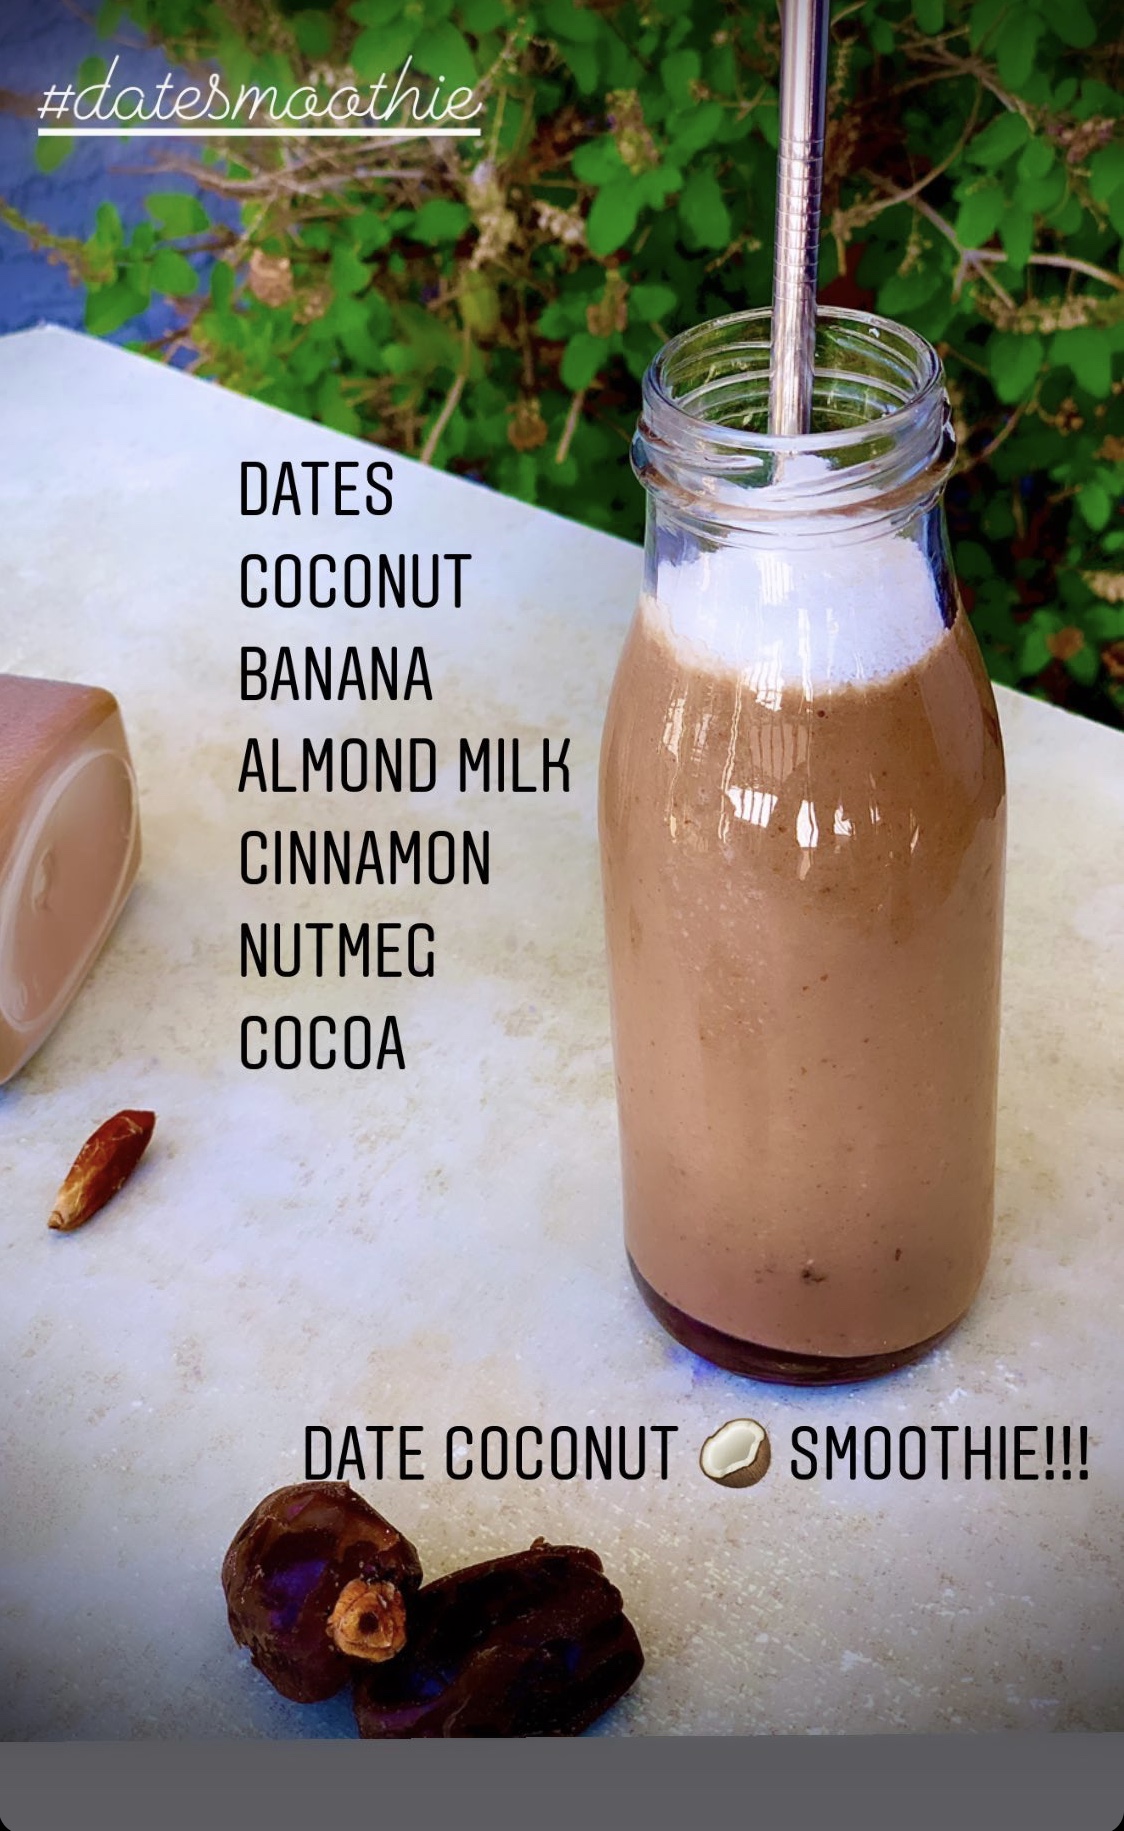 #datesmoothie
DATES
COCONUT
BANANA
ALMOND MILK
CINNAMON
NUTMEG
COCOA
DATE COCONUT 🥥 SMOOTHIE!!!